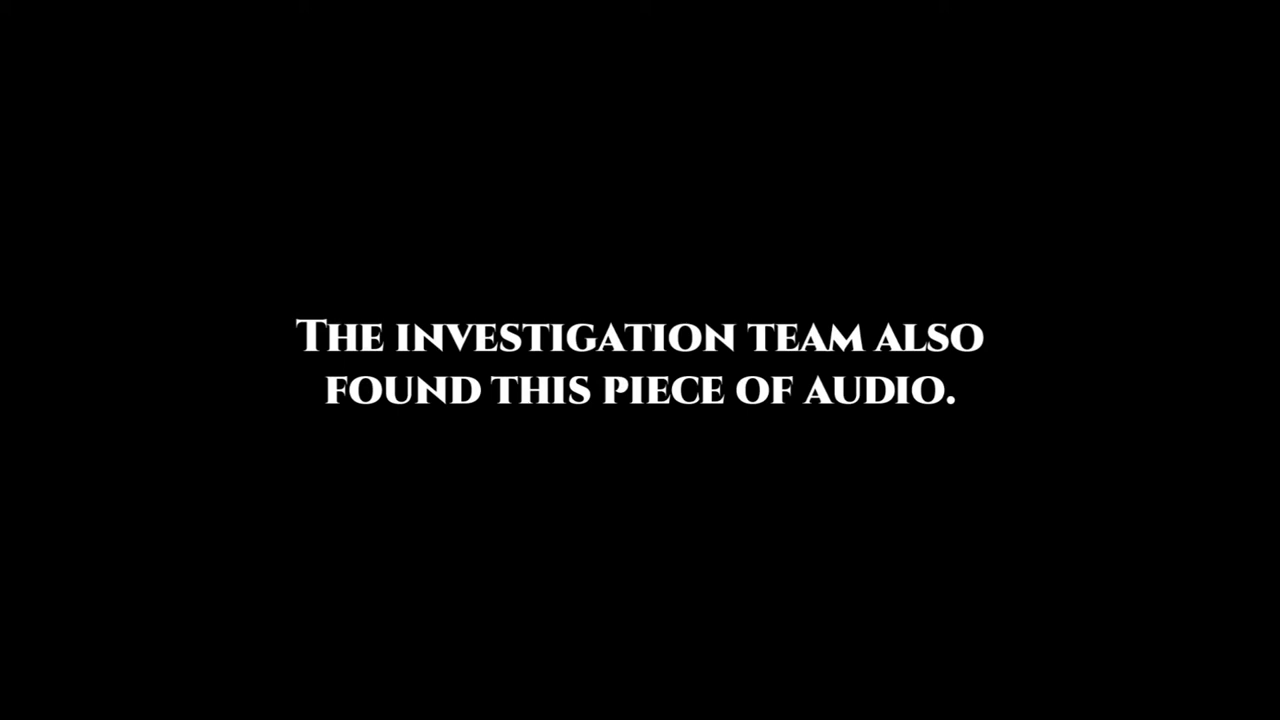 The investigation team also
found this piece of audio.